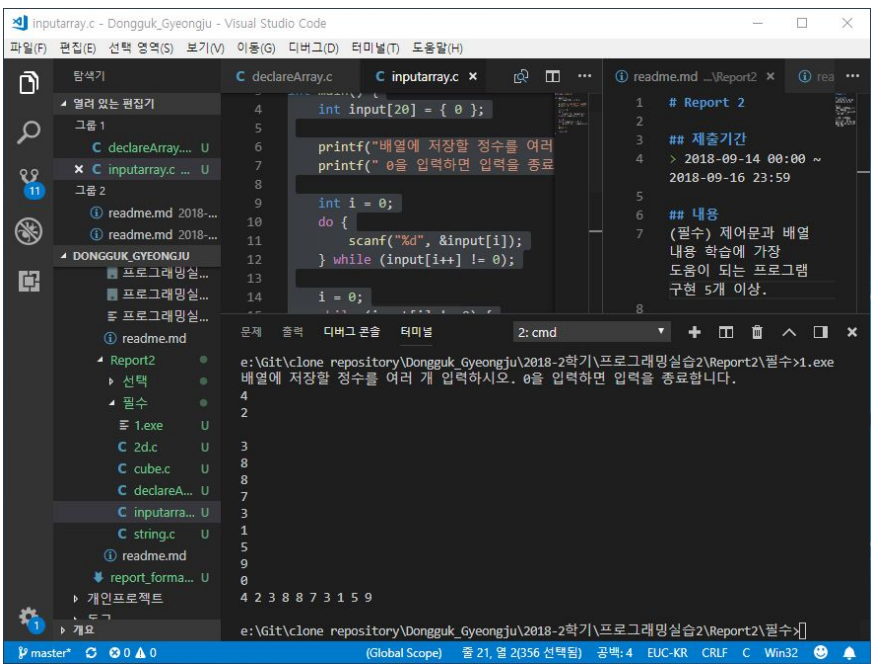 inputarray.c - Dongguk_Gyeongju - Visual Studio Code
파일(F) 편집(E) 선택 영역(S) 보기(V) 이동(G) 디버그(D) 터미널(T) 도움말(H)
탐색기
열려 있는 편집기
그룹 1
C declareArray.... U
C inputarray.c ... U
그룹 2
readme.md 2018-...
readme.md 2018-...
DONGGUK_GYEONGJU
프로그래밍실...
프로그래밍실...
프로그래밍실...
readme.md
Report2
선택
필수
1.exe U
C 2d.c U
C cube.c U
C declareA... U
C inputarra... U
C string.c U
readme.md
report_forma... U
개인프로젝트
개요
11
1
C declareArray.c
C inputarray.c
4 int input[20] = { 0 };
5
6 printf("배열에 저장할 정수를 여러
7 printf(" 0을 입력하면 입력을 종료
8
9 int i = 0;
10 do {
11 scanf("%d", &input[i]);
12 } while (input[i++] != 0);
13
14 i = 0;
readme.md ...\Report2
rea
1 # Report 2
2
3 ## 제출기간
4 > 2018-09-14 00:00 ~
2018-09-16 23:59
5
6 ## 내용
7 (필수) 제어문과 배열
내용 학습에 가장
도움이 되는 프로그램
구현 5개 이상.
8
문제 출력 디버그 콘솔 터미널 2: cmd
e:\Git\clone repository\Dongguk_Gyeongju\2018-2학기\프로그래밍실습2\Report2\필수>1.exe
배열에 저장할 정수를 여러 개 입력하시오. 0을 입력하면 입력을 종료합니다.
4
2
3
8
8
7
3
1
5
9
0
4 2 3 8 8 7 3 1 5 9
e:\Git\clone repository\Dongguk_Gyeongju\2018-2학기\프로그래밍실습2\Report2\필수>
master* 0 0 (Global Scope) 줄 21, 열 2(356 선택됨) 공백: 4 EUC-KR CRLF C Win32